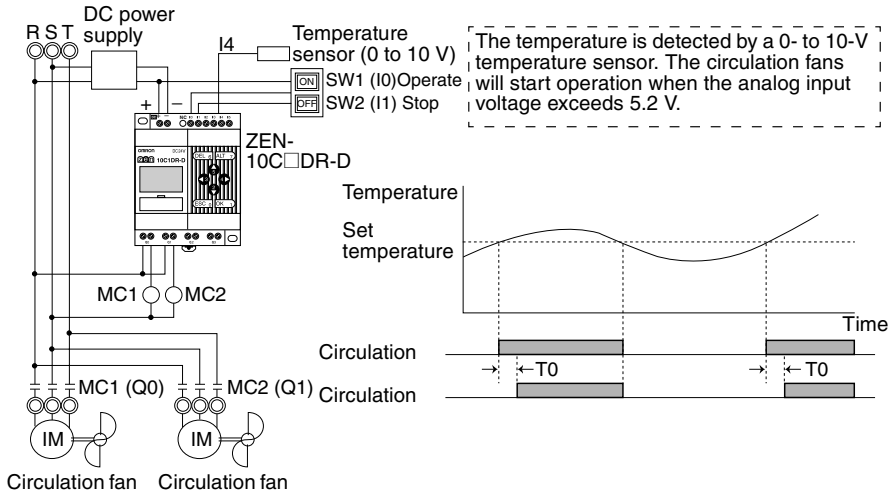 DC power
supply
R S T
I4
Temperature
sensor (0 to 10 V)
ON
SW1 (I0)Operate
OFF
SW2 (I1) Stop
+ −
ZEN-
10C□DR-D
OMRON
DC24V
ZEN 10C1DR-D
DEL
ALT
ESC
OK
MC1
MC2
MC1 (Q0)
MC2 (Q1)
IM
IM
Circulation fan
Circulation fan
The temperature is detected by a 0- to 10-V
temperature sensor. The circulation fans
will start operation when the analog input
voltage exceeds 5.2 V.
Temperature
Set
temperature
Time
Circulation
T0
T0
Circulation